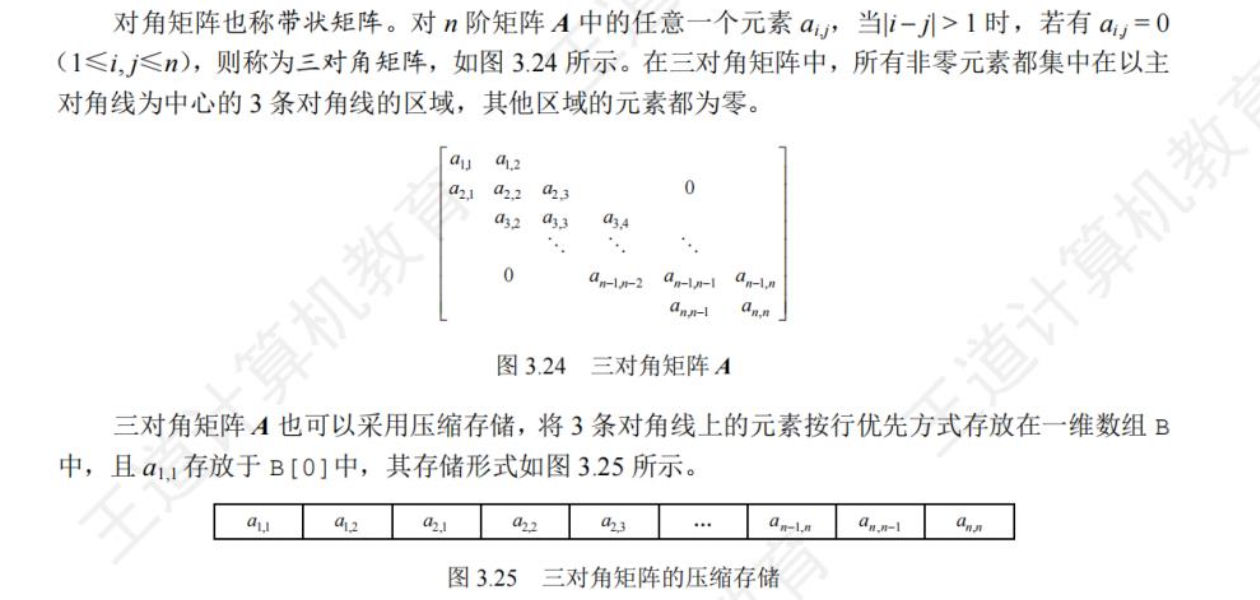 对角矩阵也称带状矩阵。对 n 阶矩阵 A 中的任意一个元素 a_{i,j}，当|i−j|>1 时，若有 a_{i,j}=0
（1≤i, j≤n），则称为三对角矩阵，如图 3.24 所示。在三对角矩阵中，所有非零元素都集中在以主
对角线为中心的 3 条对角线的区域，其他区域的元素都为零。
a_{1,1} a_{1,2}
a_{2,1} a_{2,2} a_{2,3} 0
a_{3,2} a_{3,3} a_{3,4}
⋱ ⋱ ⋱
0 a_{n−1,n−2} a_{n−1,n−1} a_{n−1,n}
a_{n,n−1} a_{n,n}
图 3.24 三对角矩阵 A
三对角矩阵 A 也可以采用压缩存储，将 3 条对角线上的元素按行优先方式存放在一维数组 B
中，且 a_{1,1} 存放于 B[0]中，其存储形式如图 3.25 所示。
a_{1,1} a_{1,2} a_{2,1} a_{2,2} a_{2,3} … a_{n−1,n} a_{n,n−1} a_{n,n}
图 3.25 三对角矩阵的压缩存储
王道计算机教育
王道计算机教育